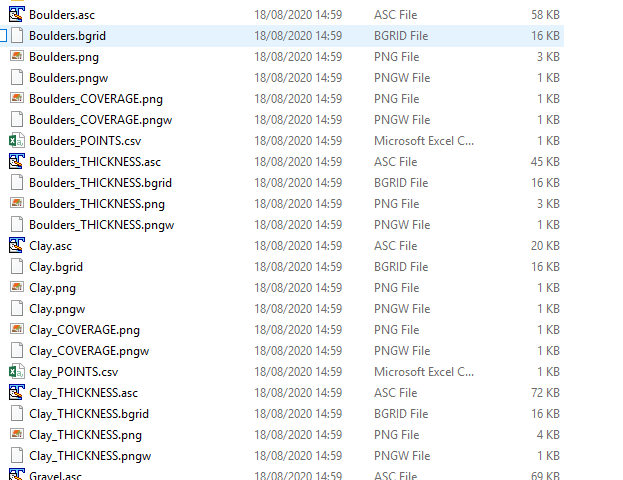 Boulders.asc 18/08/2020 14:59 ASC File 58 KB
Boulders.bgrid 18/08/2020 14:59 BGRID File 16 KB
Boulders.png 18/08/2020 14:59 PNG File 3 KB
Boulders.pngw 18/08/2020 14:59 PNGW File 1 KB
Boulders_COVERAGE.png 18/08/2020 14:59 PNG File 1 KB
Boulders_COVERAGE.pngw 18/08/2020 14:59 PNGW File 1 KB
Boulders_POINTS.csv 18/08/2020 14:59 Microsoft Excel C... 1 KB
Boulders_THICKNESS.asc 18/08/2020 14:59 ASC File 45 KB
Boulders_THICKNESS.bgrid 18/08/2020 14:59 BGRID File 16 KB
Boulders_THICKNESS.png 18/08/2020 14:59 PNG File 3 KB
Boulders_THICKNESS.pngw 18/08/2020 14:59 PNGW File 1 KB
Clay.asc 18/08/2020 14:59 ASC File 20 KB
Clay.bgrid 18/08/2020 14:59 BGRID File 16 KB
Clay.png 18/08/2020 14:59 PNG File 1 KB
Clay.pngw 18/08/2020 14:59 PNGW File 1 KB
Clay_COVERAGE.png 18/08/2020 14:59 PNG File 1 KB
Clay_COVERAGE.pngw 18/08/2020 14:59 PNGW File 1 KB
Clay_POINTS.csv 18/08/2020 14:59 Microsoft Excel C... 1 KB
Clay_THICKNESS.asc 18/08/2020 14:59 ASC File 72 KB
Clay_THICKNESS.bgrid 18/08/2020 14:59 BGRID File 16 KB
Clay_THICKNESS.png 18/08/2020 14:59 PNG File 4 KB
Clay_THICKNESS.pngw 18/08/2020 14:59 PNGW File 1 KB
Gravel.asc 18/08/2020 14:59 ASC File 69 KB